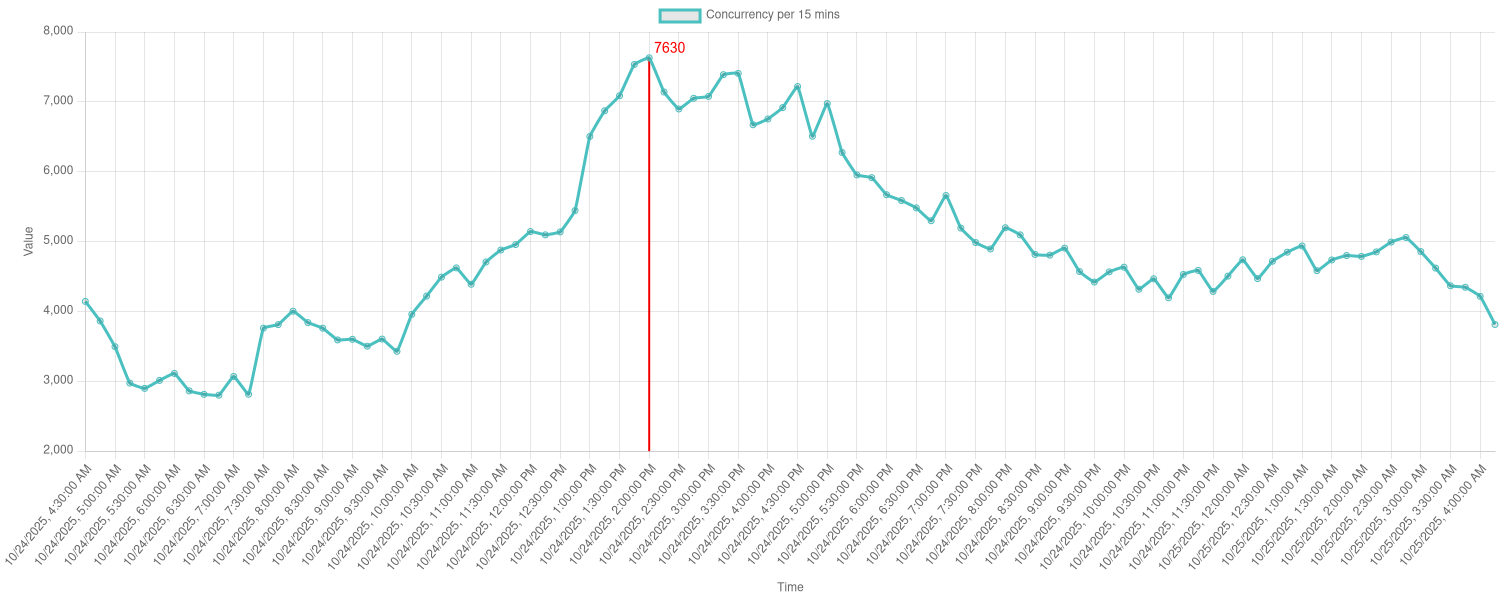 Concurrency per 15 mins
7630
8,000
7,000
6,000
5,000
4,000
3,000
2,000
Value
10/24/2025, 4:30:00 AM
10/24/2025, 5:00:00 AM
10/24/2025, 5:30:00 AM
10/24/2025, 6:00:00 AM
10/24/2025, 6:30:00 AM
10/24/2025, 7:00:00 AM
10/24/2025, 7:30:00 AM
10/24/2025, 8:00:00 AM
10/24/2025, 8:30:00 AM
10/24/2025, 9:00:00 AM
10/24/2025, 9:30:00 AM
10/24/2025, 10:00:00 AM
10/24/2025, 10:30:00 AM
10/24/2025, 11:00:00 AM
10/24/2025, 11:30:00 AM
10/24/2025, 12:00:00 PM
10/24/2025, 12:30:00 PM
10/24/2025, 1:00:00 PM
10/24/2025, 1:30:00 PM
10/24/2025, 2:00:00 PM
10/24/2025, 2:30:00 PM
10/24/2025, 3:00:00 PM
10/24/2025, 3:30:00 PM
10/24/2025, 4:00:00 PM
10/24/2025, 4:30:00 PM
10/24/2025, 5:00:00 PM
10/24/2025, 5:30:00 PM
10/24/2025, 6:00:00 PM
10/24/2025, 6:30:00 PM
10/24/2025, 7:00:00 PM
10/24/2025, 7:30:00 PM
10/24/2025, 8:00:00 PM
10/24/2025, 8:30:00 PM
10/24/2025, 9:00:00 PM
10/24/2025, 9:30:00 PM
10/24/2025, 10:00:00 PM
10/24/2025, 10:30:00 PM
10/24/2025, 11:00:00 PM
10/24/2025, 11:30:00 PM
10/25/2025, 12:00:00 AM
10/25/2025, 12:30:00 AM
10/25/2025, 1:00:00 AM
10/25/2025, 1:30:00 AM
10/25/2025, 2:00:00 AM
10/25/2025, 2:30:00 AM
10/25/2025, 3:00:00 AM
10/25/2025, 3:30:00 AM
10/25/2025, 4:00:00 AM
Time